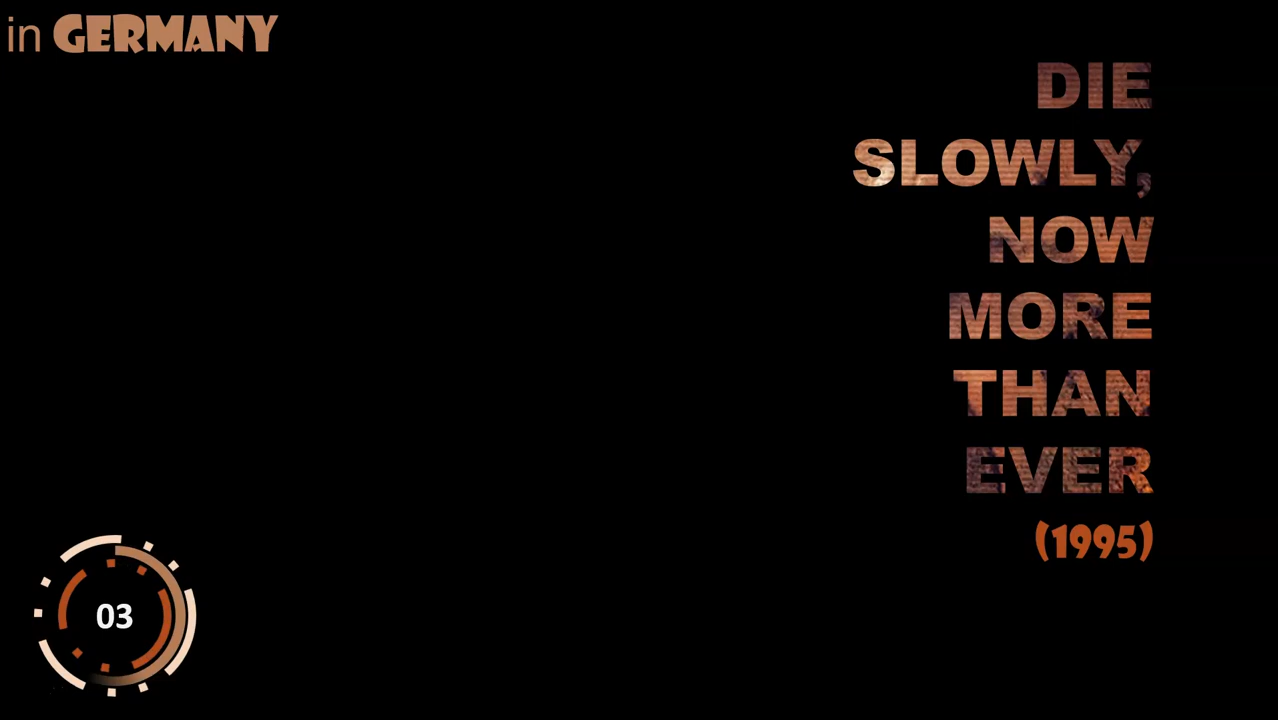 in GERMANY
DIE
SLOWLY,
NOW
MORE
THAN
EVER
(1995)
03